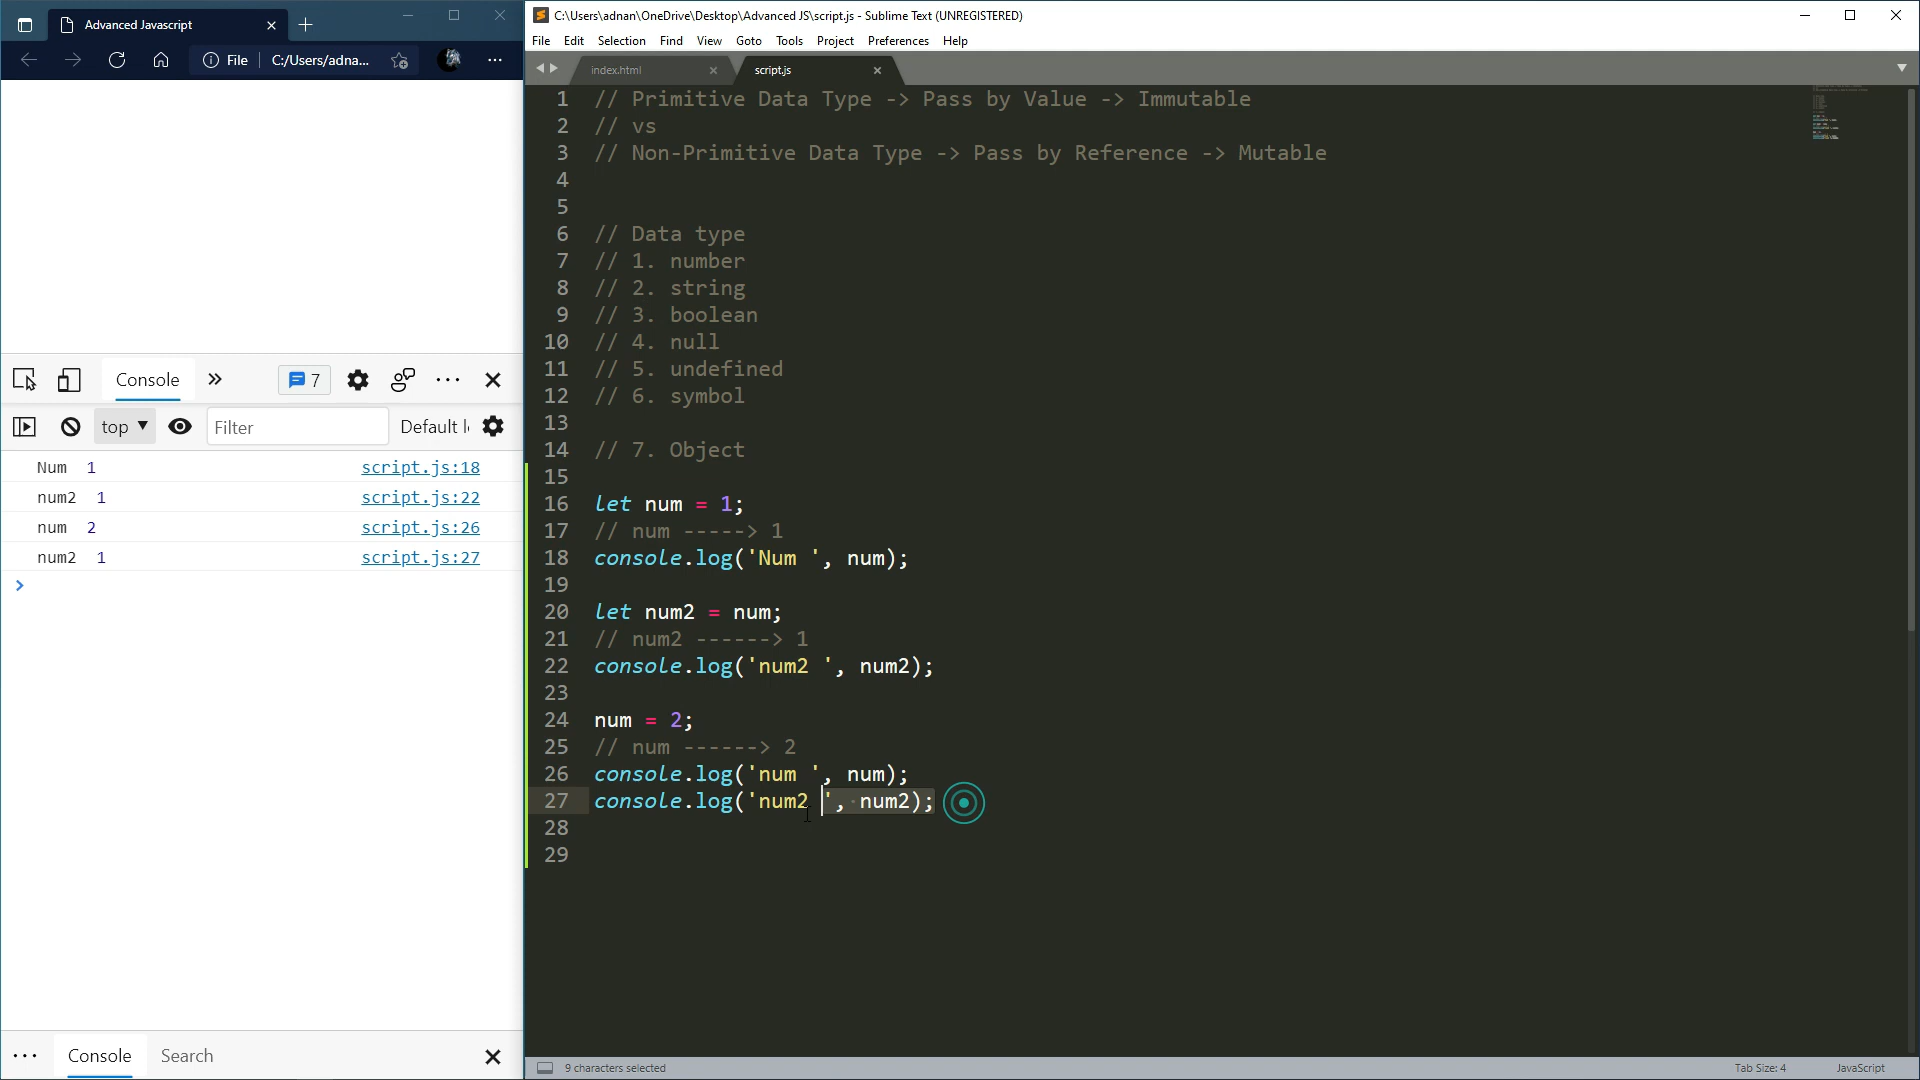 Advanced Javascript
File
C:/Users/adna...
Console
7
top
Filter
Default l
Num 1 script.js:18
num2 1 script.js:22
num 2 script.js:26
num2 1 script.js:27
Console
Search
C:\Users\adnan\OneDrive\Desktop\Advanced JS\script.js - Sublime Text (UNREGISTERED)
File Edit Selection Find View Goto Tools Project Preferences Help
index.html
script.js
1 // Primitive Data Type -> Pass by Value -> Immutable
2 // vs
3 // Non-Primitive Data Type -> Pass by Reference -> Mutable
4
5
6 // Data type
7 // 1. number
8 // 2. string
9 // 3. boolean
10 // 4. null
11 // 5. undefined
12 // 6. symbol
13
14 // 7. Object
15
16 let num = 1;
17 // num -----> 1
18 console.log('Num ', num);
19
20 let num2 = num;
21 // num2 ------> 1
22 console.log('num2 ', num2);
23
24 num = 2;
25 // num ------> 2
26 console.log('num ', num);
27 console.log('num2 ', num2);
28
29
9 characters selected
Tab Size: 4
JavaScript